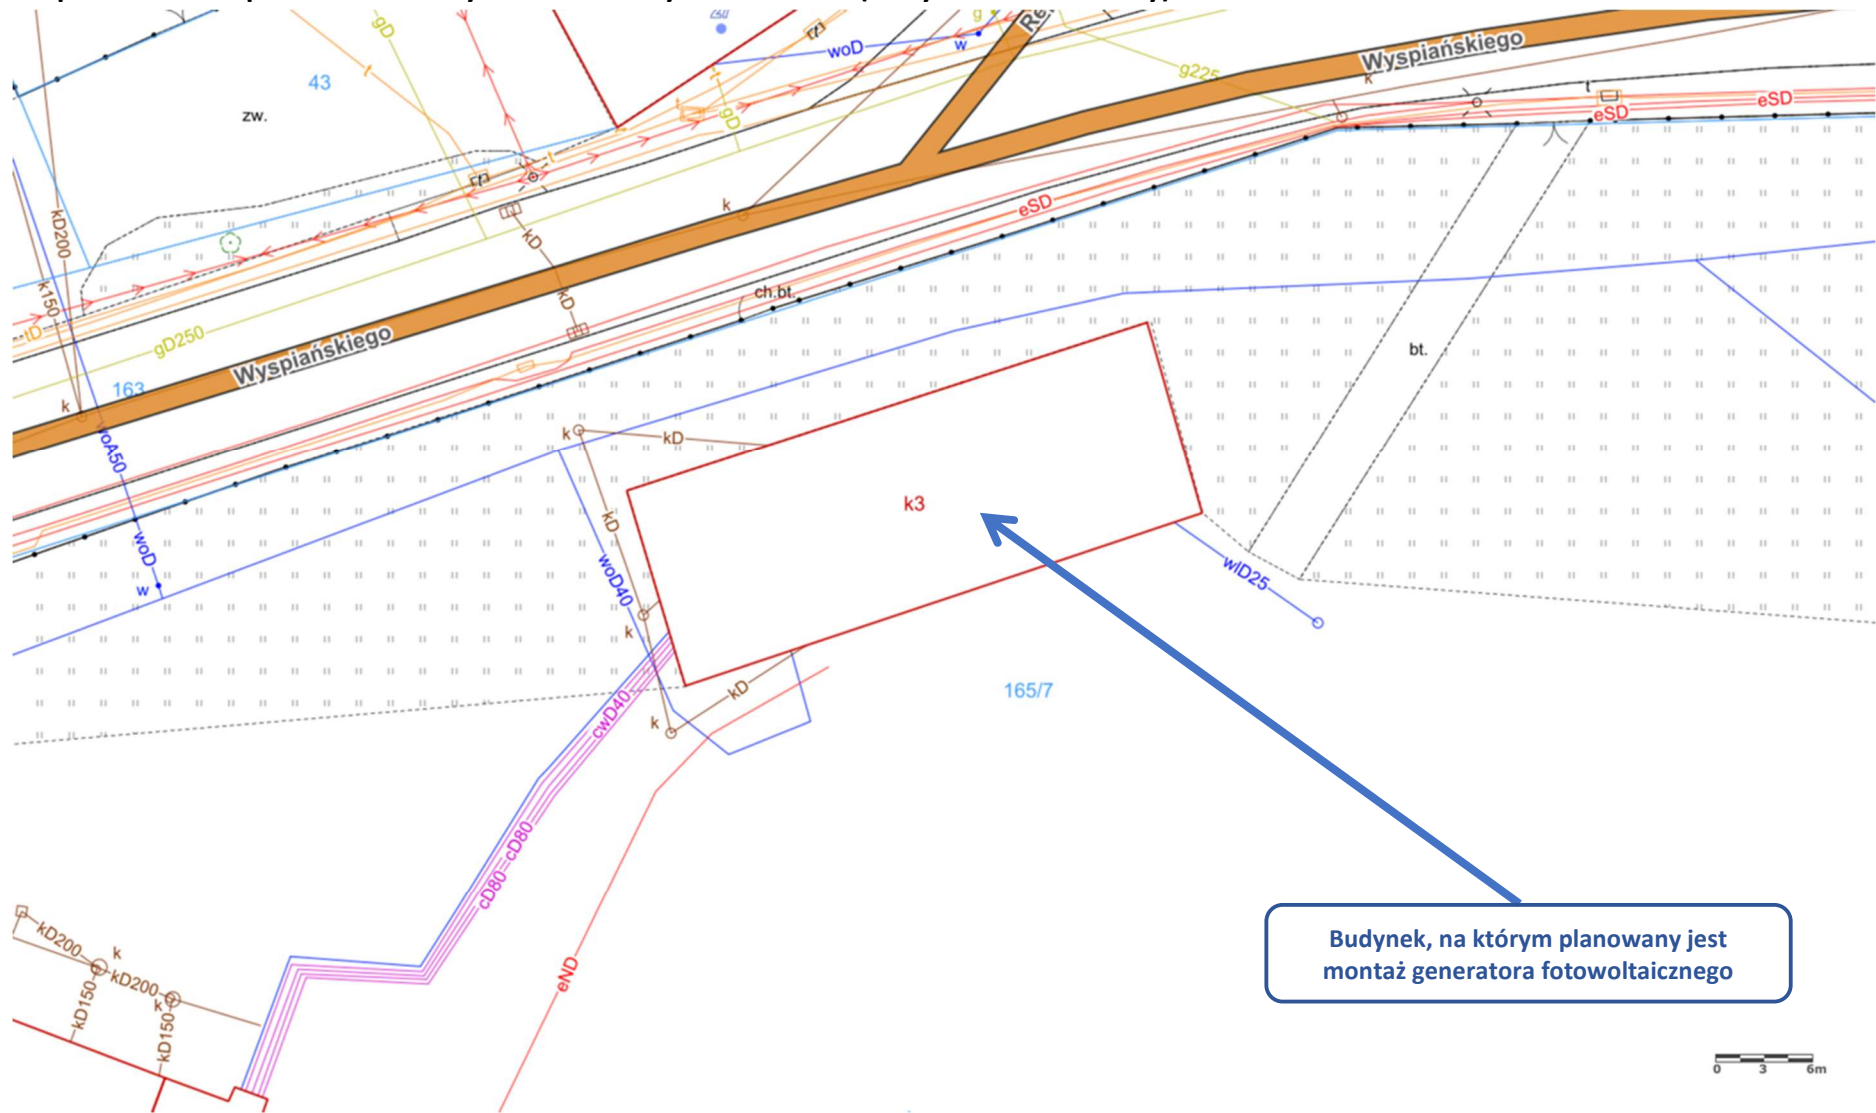 43
zw.
gD
t
woD
w
g
t
gD
g225
k
Wyspiańskiego
t
eSD
eSD
kD200
k150
tD
t
k
kD
kD
eSD
ch.bt.
gD250
Wyspiańskiego
163
k
woD
w
k
kD
kD
woD40
k
k3
bt.
wlD25
165/7
kD
k
cwD40
cD80
cD80
eND
kD200
k
kD200
k
kD150
kD150
Budynek, na którym planowany jest
montaż generatora fotowoltaicznego
0 3 6m